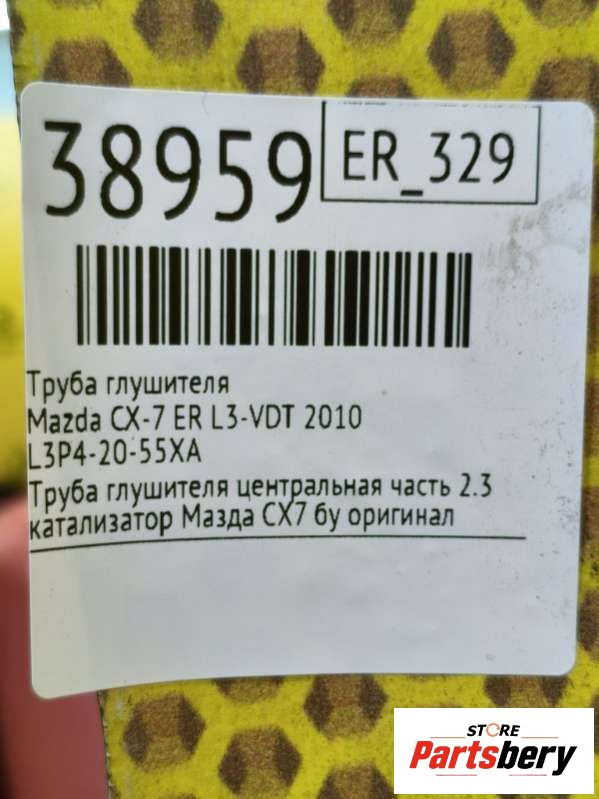 38959
ER_329
Труба глушителя
Mazda CX-7 ER L3-VDT 2010
L3P4-20-55XA
Труба глушителя центральная часть 2.3
катализатор Мазда СХ7 бу оригинал
STORE
Partsbery